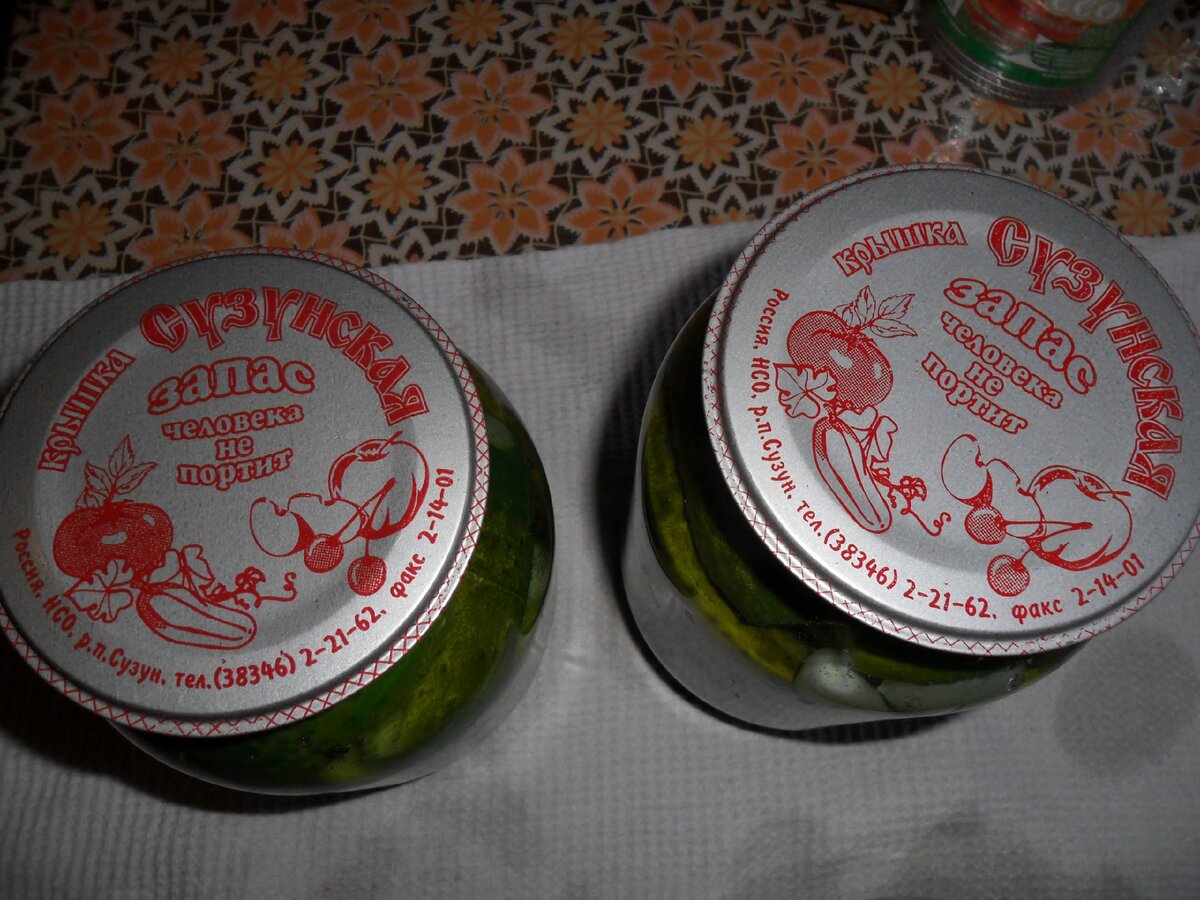 крышка Сузунская
запас
человека
не
портит
Россия, НСО, р.п.Сузун, тел.(38346) 2-21-62, факс 2-14-01
крышка Сузунская
запас
человека
не
портит
Россия, НСО, р.п.Сузун, тел.(38346) 2-21-62, факс 2-14-01